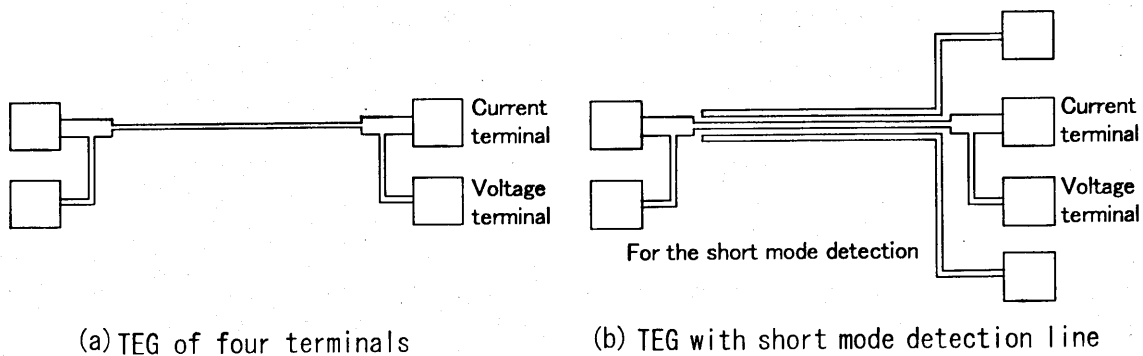 Current
terminal
Voltage
terminal
Current
terminal
Voltage
terminal
For the short mode detection
(a) TEG of four terminals
(b) TEG with short mode detection line